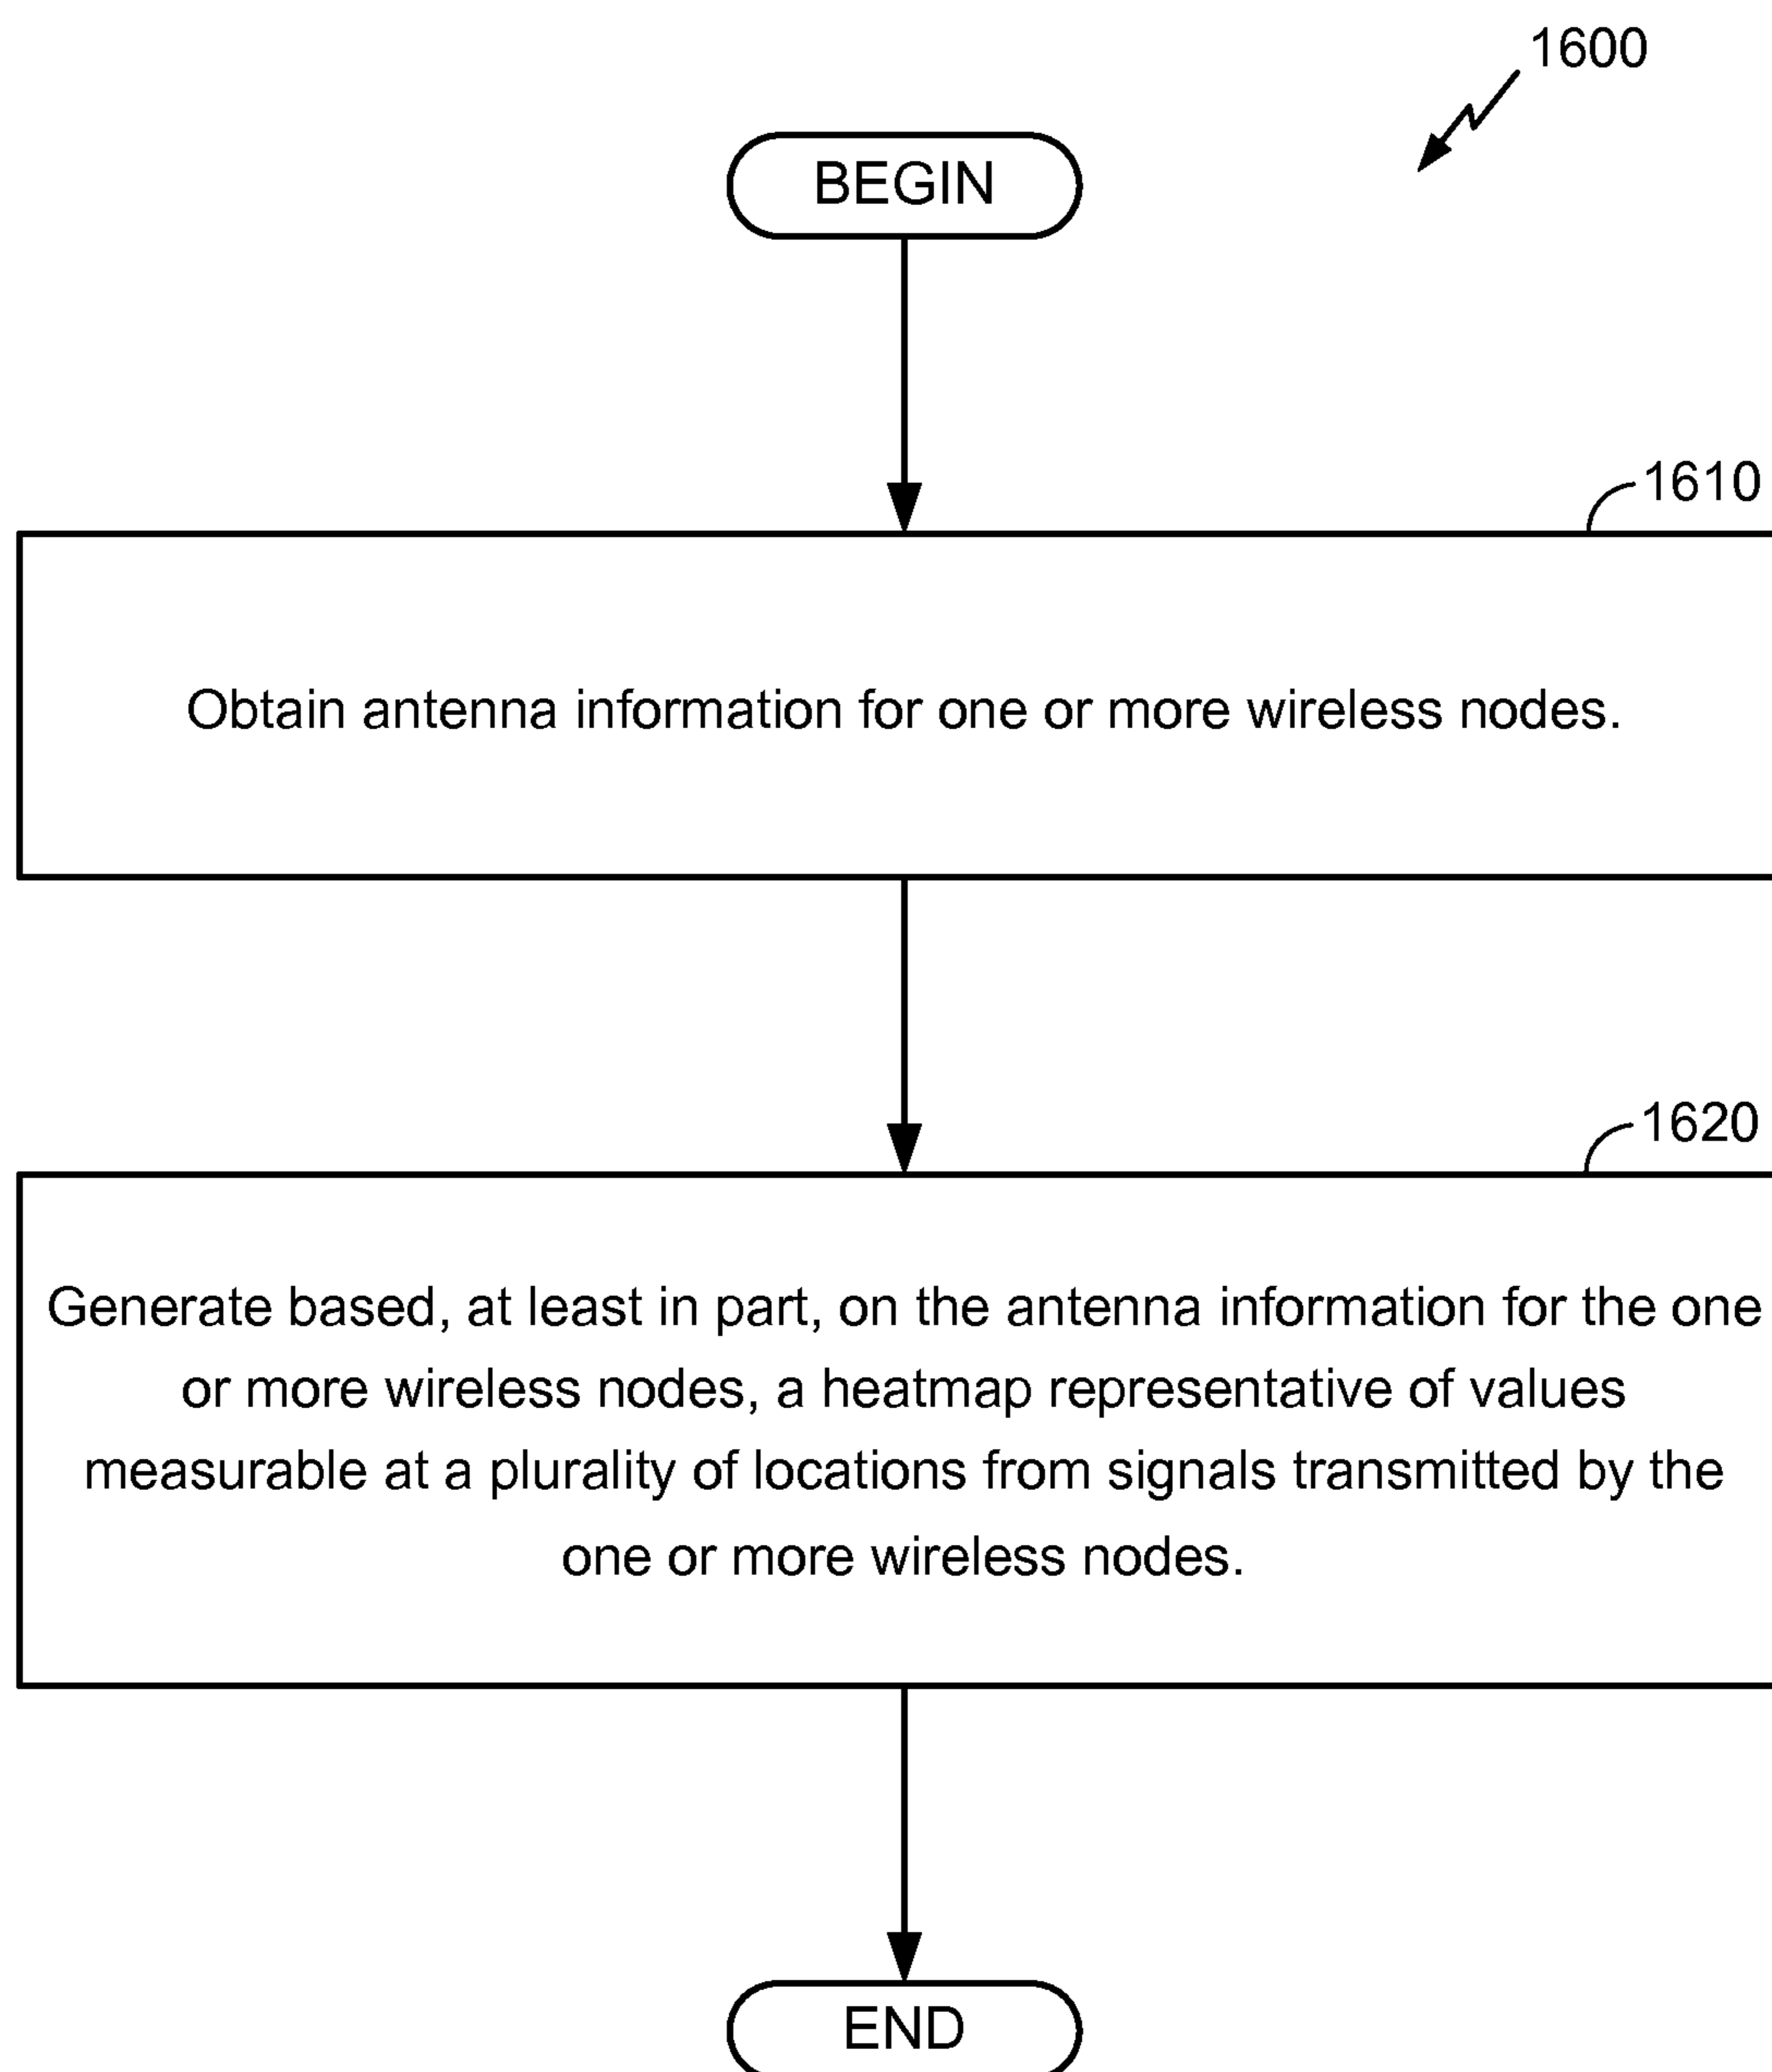 1600
BEGIN
1610
Obtain antenna information for one or more wireless nodes.
1620
Generate based, at least in part, on the antenna information for the one
or more wireless nodes, a heatmap representative of values
measurable at a plurality of locations from signals transmitted by the
one or more wireless nodes.
END